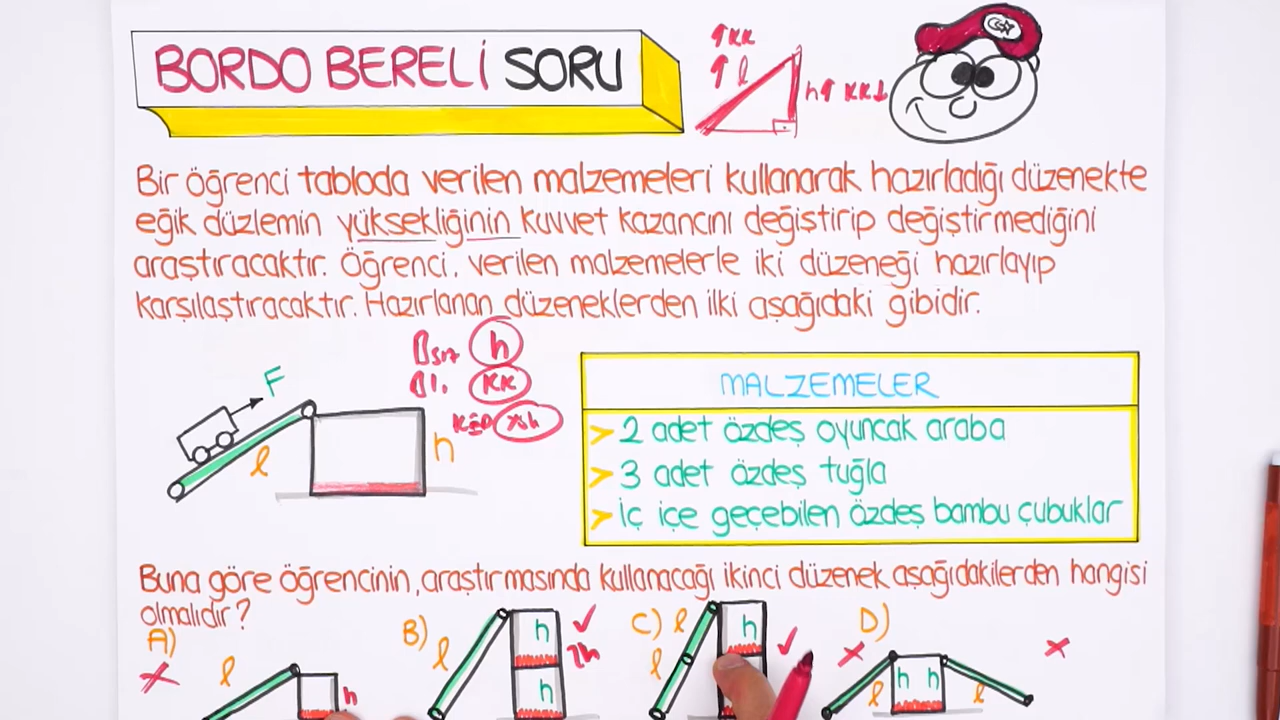 BORDO BERELİ SORU
↑KK
↑ l
h↑ KK↓
Bir öğrenci tabloda verilen malzemeleri kullanarak hazırladığı düzenekte
eğik düzlemin yüksekliğinin kuvvet kazancını değiştirip değiştirmediğini
araştıracaktır. Öğrenci, verilen malzemelerle iki düzeneği hazırlayıp
karşılaştıracaktır. Hazırlanan düzeneklerden ilki aşağıdaki gibidir.
h
KK
F
l
h
MALZEMELER
> 2 adet özdeş oyuncak araba
> 3 adet özdeş tuğla
> İç içe geçebilen özdeş bambu çubuklar
Buna göre öğrencinin, araştırmasında kullanacağı ikinci düzenek aşağıdakilerden hangisi
olmalıdır?
A) l h
B) l h h 2h
C) l l h
D) l h h l